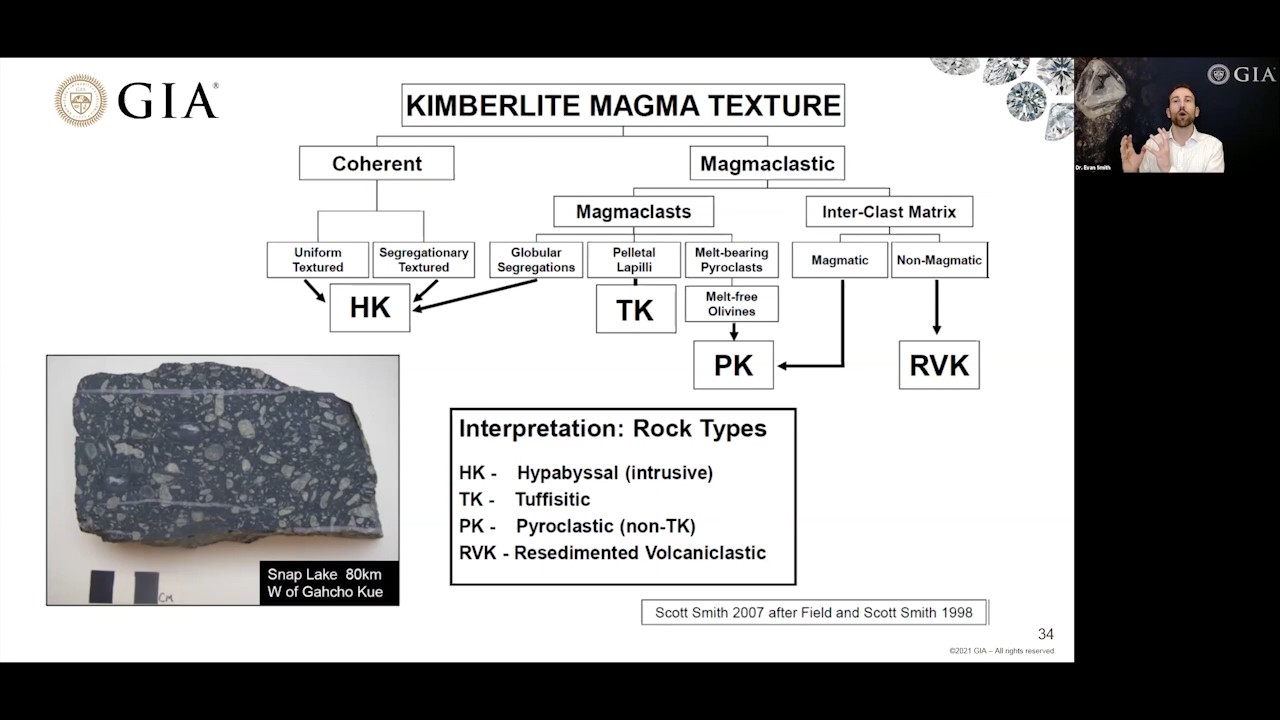 GIA®
KIMBERLITE MAGMA TEXTURE
GIA
Coherent
Magmaclastic
Dr. Evan Smith
Magmaclasts
Inter-Clast Matrix
Uniform
Textured
Segregationary
Textured
Globular
Segregations
Pelletal
Lapilli
Melt-bearing
Pyroclasts
Magmatic
Non-Magmatic
HK
TK
Melt-free
Olivines
PK
RVK
Interpretation: Rock Types
HK - Hypabyssal (intrusive)
TK - Tuffisitic
PK - Pyroclastic (non-TK)
RVK - Resedimented Volcaniclastic
CM
Snap Lake 80km
W of Gahcho Kue
Scott Smith 2007 after Field and Scott Smith 1998
34
©2021 GIA – All rights reserved.